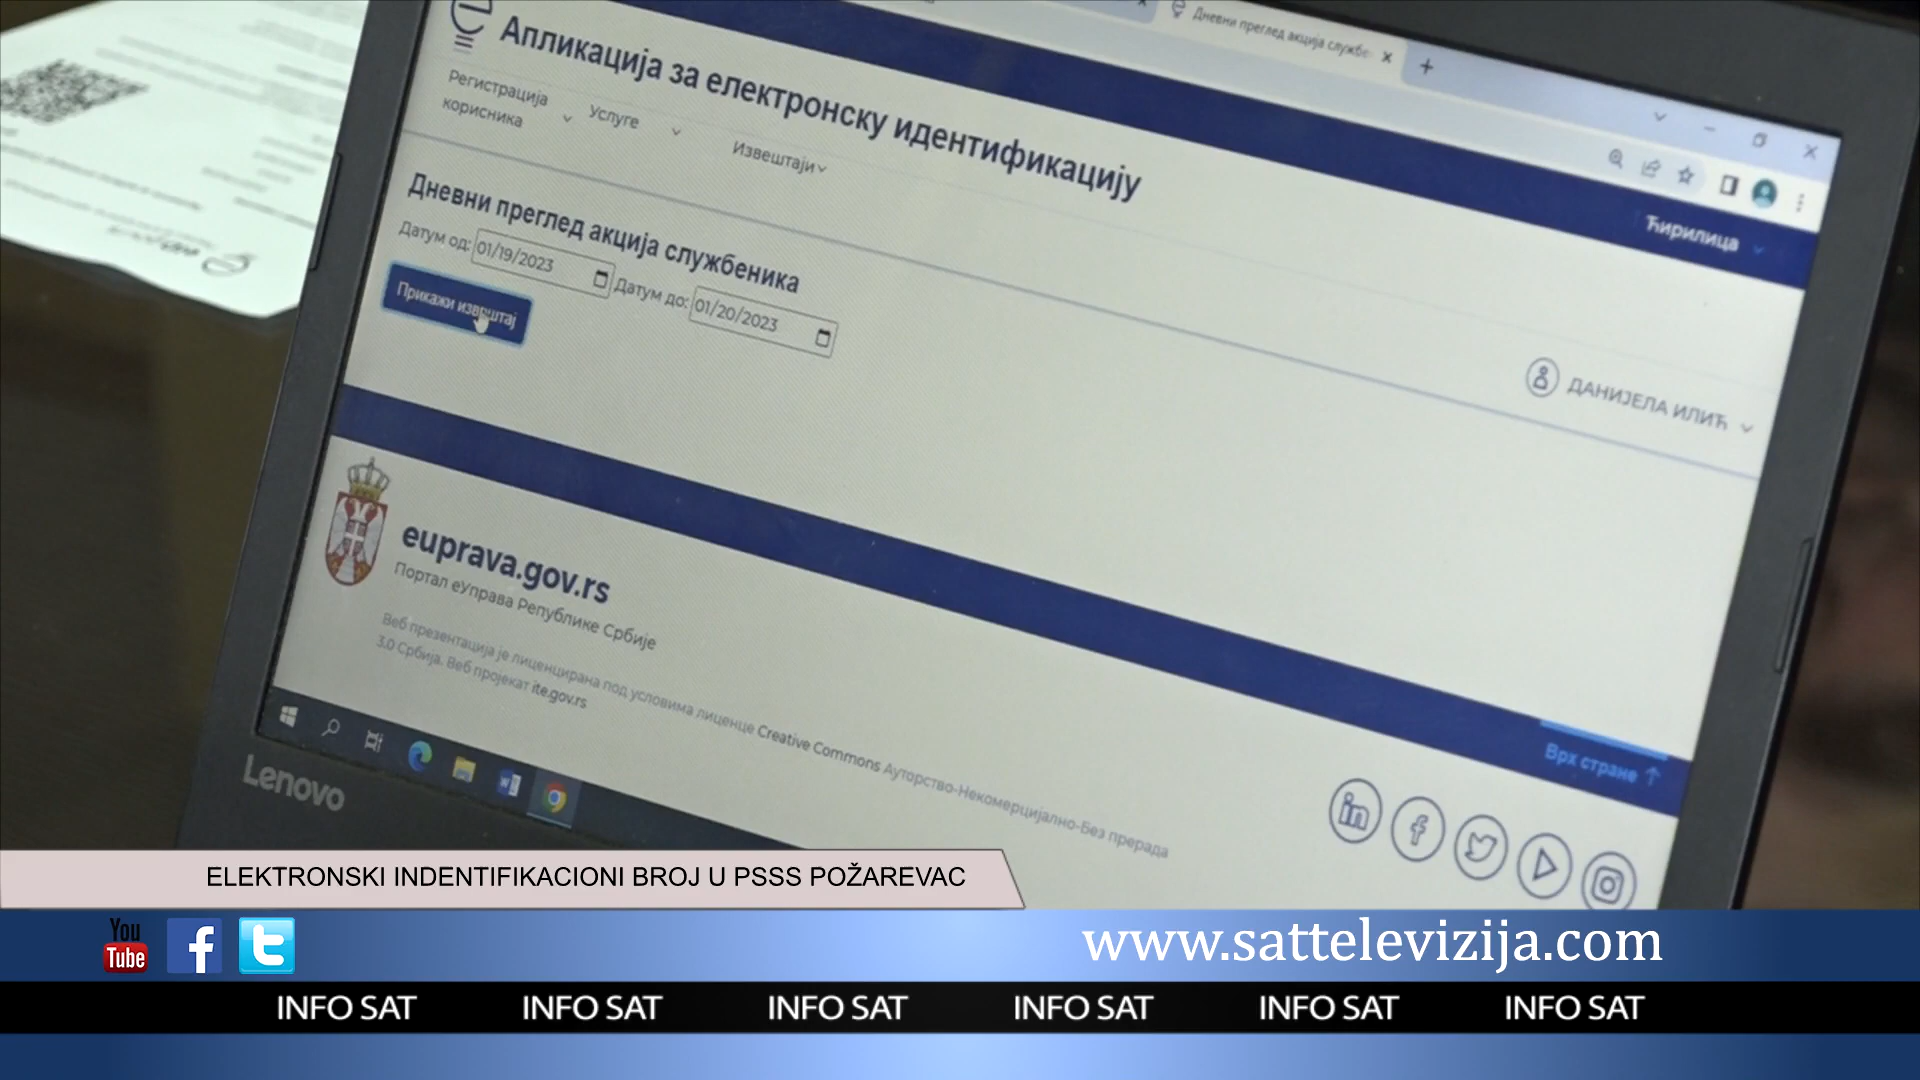 Дневни преглед акција службе
Апликација за електронску идентификацију
Ћирилица
Регистрација
корисника
Услуге
Извештаји
ДАНИЈЕЛА ИЛИЋ
Дневни преглед акција службеника
Датум од: 01/19/2023 Датум до: 01/20/2023
Прикажи
Врх стране ↑
euprava.gov.rs
Портал еУправа Републике Србије
Веб презентација је лиценцирана под условима лиценце Creative Commons Ауторство-Некомерцијално-Без прерада
3.0 Србија. Веб пројекат ite.gov.rs
Lenovo
ELEKTRONSKI INDENTIFIKACIONI BROJ U PSSS POŽAREVAC
You
Tube
www.sattelevizija.com
INFO SAT INFO SAT INFO SAT INFO SAT INFO SAT INFO SAT